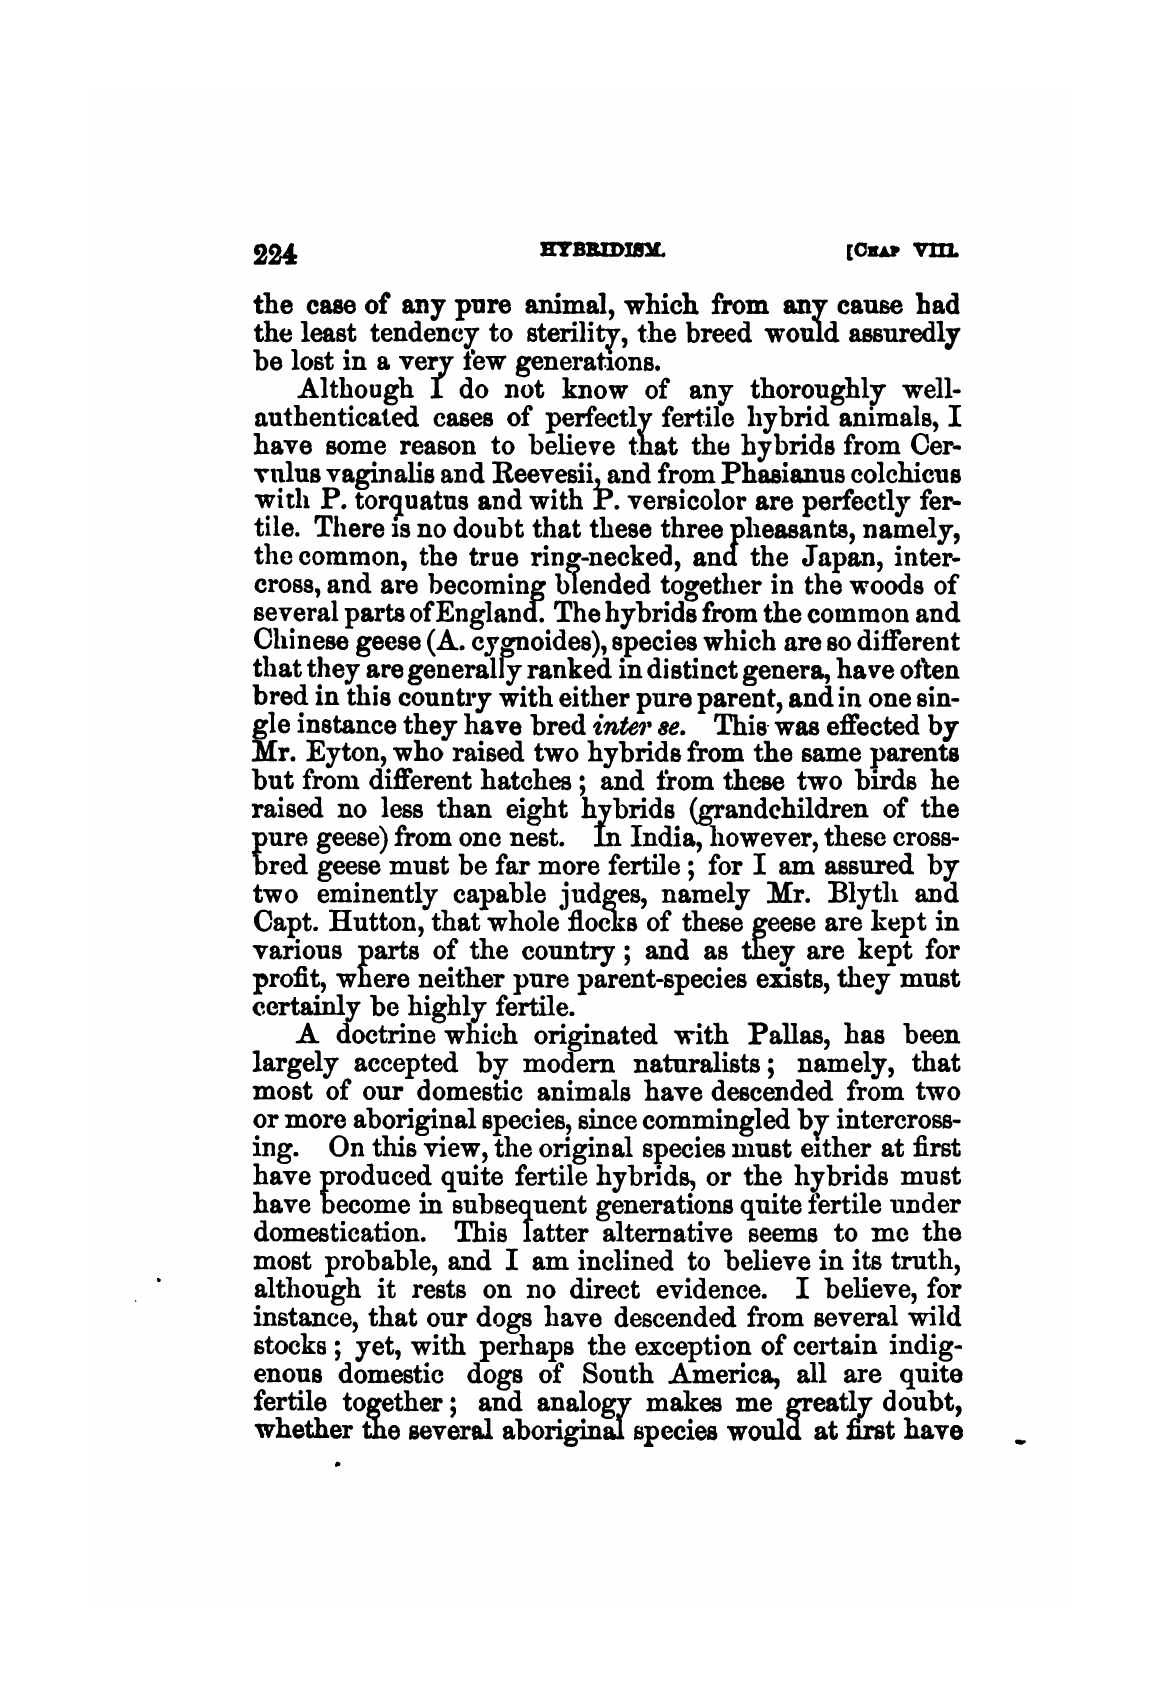 224 HYBRIDISM. [CHAP VIII.
the case of any pure animal, which from any cause had
the least tendency to sterility, the breed would assuredly
be lost in a very few generations.
Although I do not know of any thoroughly well-
authenticated cases of perfectly fertile hybrid animals, I
have some reason to believe that the hybrids from Cer-
vulus vaginalis and Reevesii, and from Phasianus colchicus
with P. torquatus and with P. versicolor are perfectly fer-
tile. There is no doubt that these three pheasants, namely,
the common, the true ring-necked, and the Japan, inter-
cross, and are becoming blended together in the woods of
several parts of England. The hybrids from the common and
Chinese geese (A. cygnoides), species which are so different
that they are generally ranked in distinct genera, have often
bred in this country with either pure parent, and in one sin-
gle instance they have bred inter se. This was effected by
Mr. Eyton, who raised two hybrids from the same parents
but from different hatches; and from these two birds he
raised no less than eight hybrids (grandchildren of the
pure geese) from one nest. In India, however, these cross-
bred geese must be far more fertile; for I am assured by
two eminently capable judges, namely Mr. Blyth and
Capt. Hutton, that whole flocks of these geese are kept in
various parts of the country; and as they are kept for
profit, where neither pure parent-species exists, they must
certainly be highly fertile.
A doctrine which originated with Pallas, has been
largely accepted by modern naturalists; namely, that
most of our domestic animals have descended from two
or more aboriginal species, since commingled by intercross-
ing. On this view, the original species must either at first
have produced quite fertile hybrids, or the hybrids must
have become in subsequent generations quite fertile under
domestication. This latter alternative seems to me the
most probable, and I am inclined to believe in its truth,
although it rests on no direct evidence. I believe, for
instance, that our dogs have descended from several wild
stocks; yet, with perhaps the exception of certain indig-
enous domestic dogs of South America, all are quite
fertile together; and analogy makes me greatly doubt,
whether the several aboriginal species would at first have